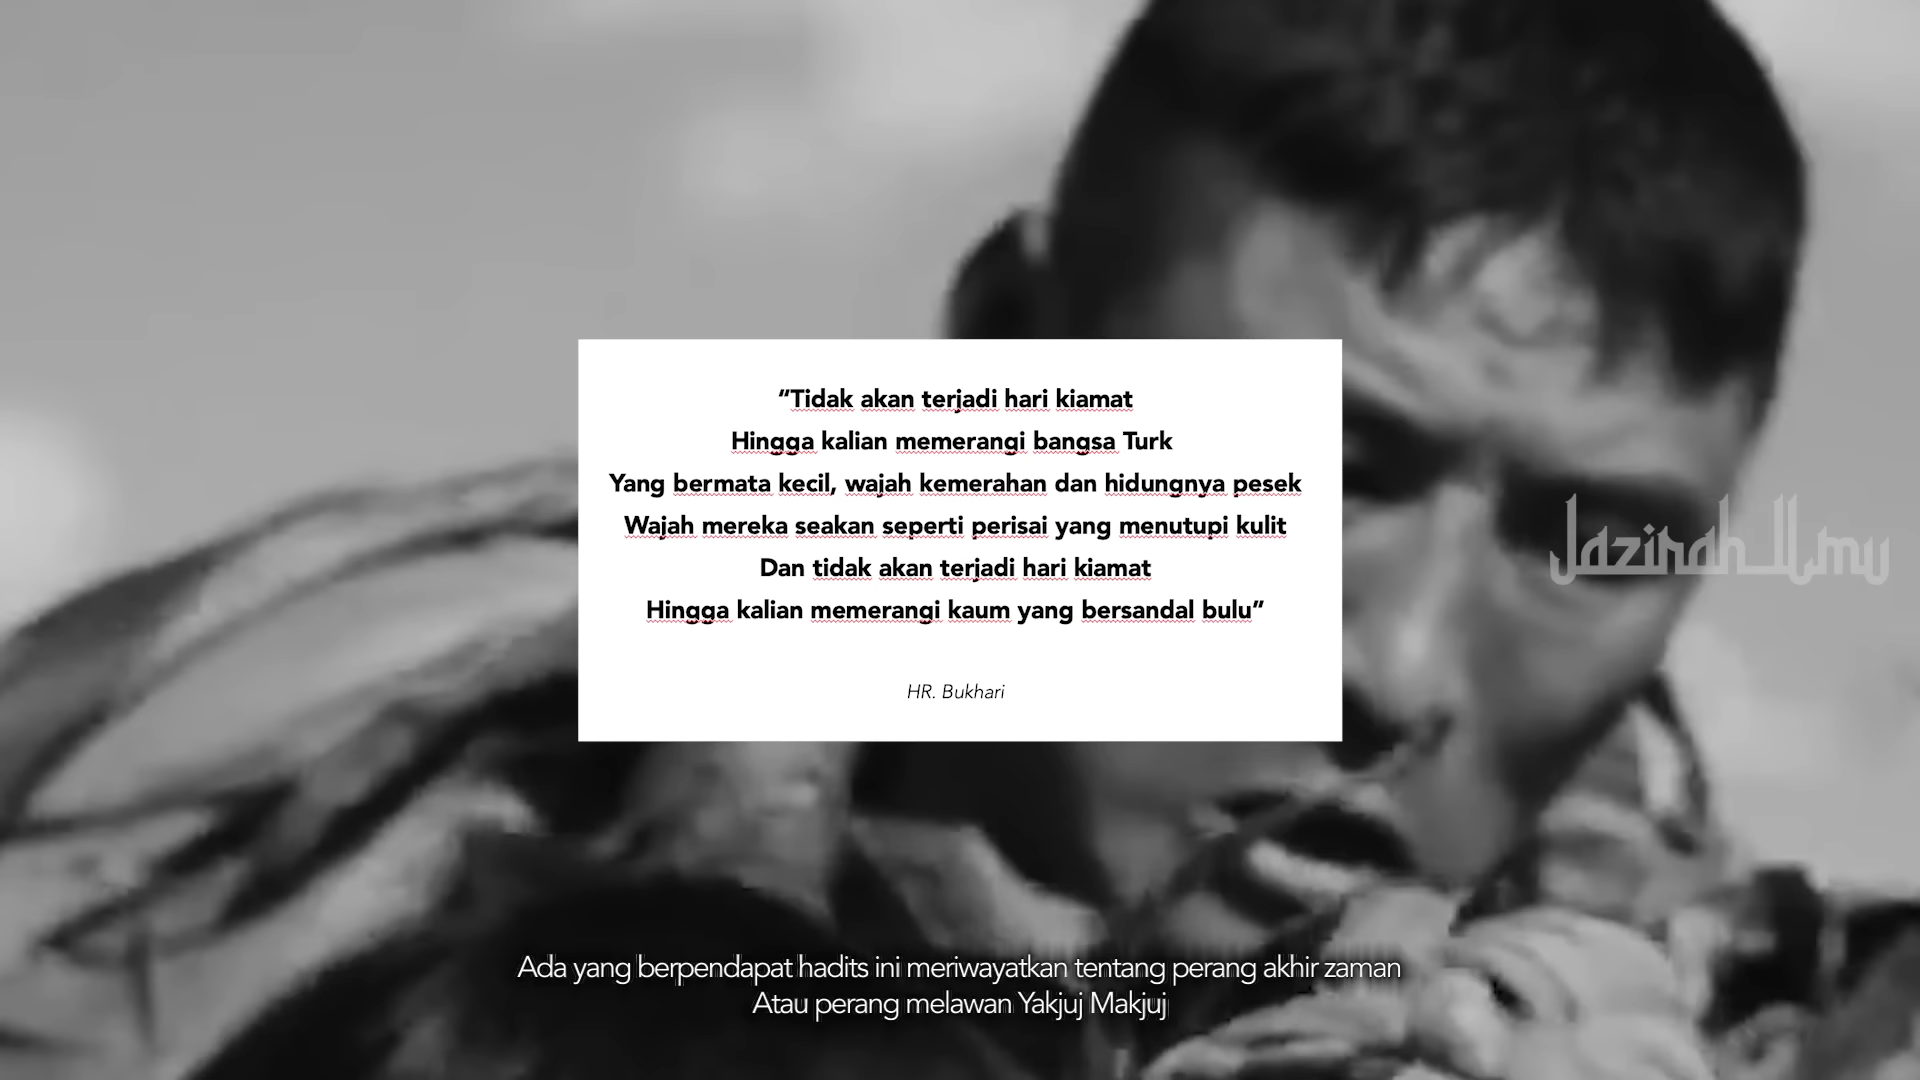 “Tidak akan terjadi hari kiamat
Hingga kalian memerangi bangsa Turk
Yang bermata kecil, wajah kemerahan dan hidungnya pesek
Wajah mereka seakan seperti perisai yang menutupi kulit
Dan tidak akan terjadi hari kiamat
Hingga kalian memerangi kaum yang bersandal bulu”
HR. Bukhari
Jazirah_Ilmu
Ada yang berpendapat hadits ini meriwayatkan tentang perang akhir zaman
Atau perang melawan Yakjuj Makjuj